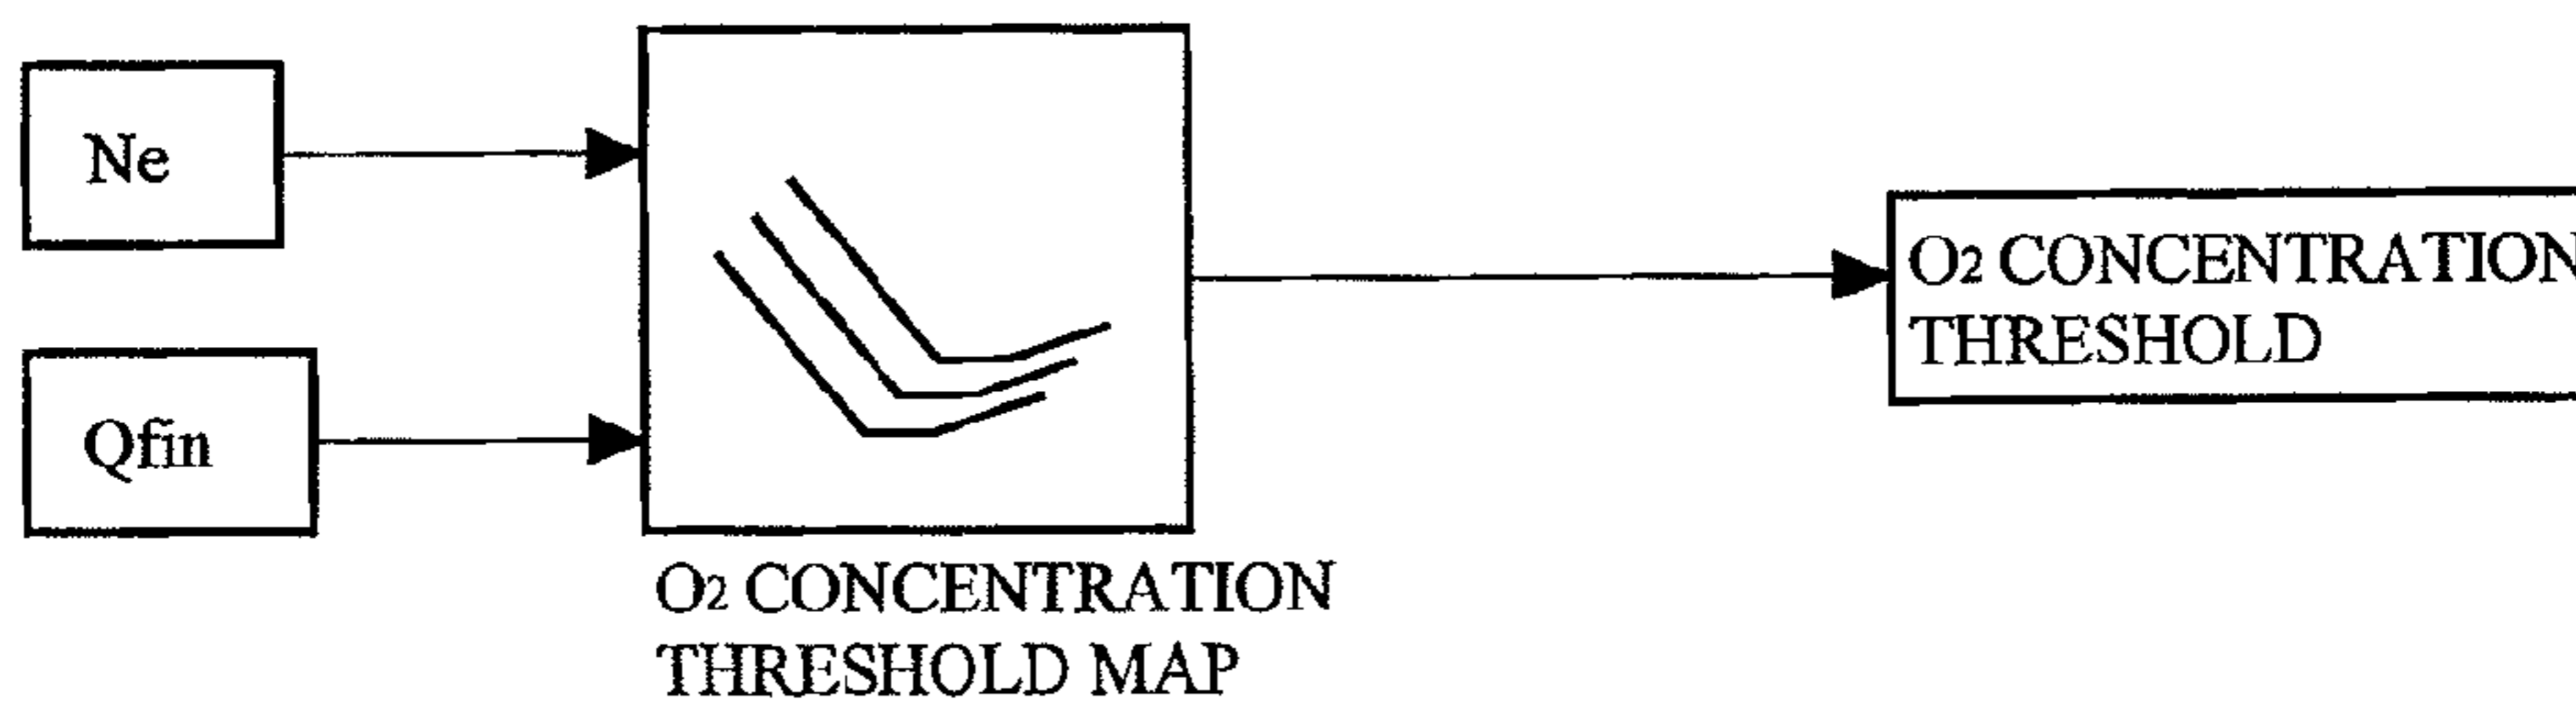 Ne
Qfin
O2 CONCENTRATION
THRESHOLD MAP
O2 CONCENTRATION
THRESHOLD